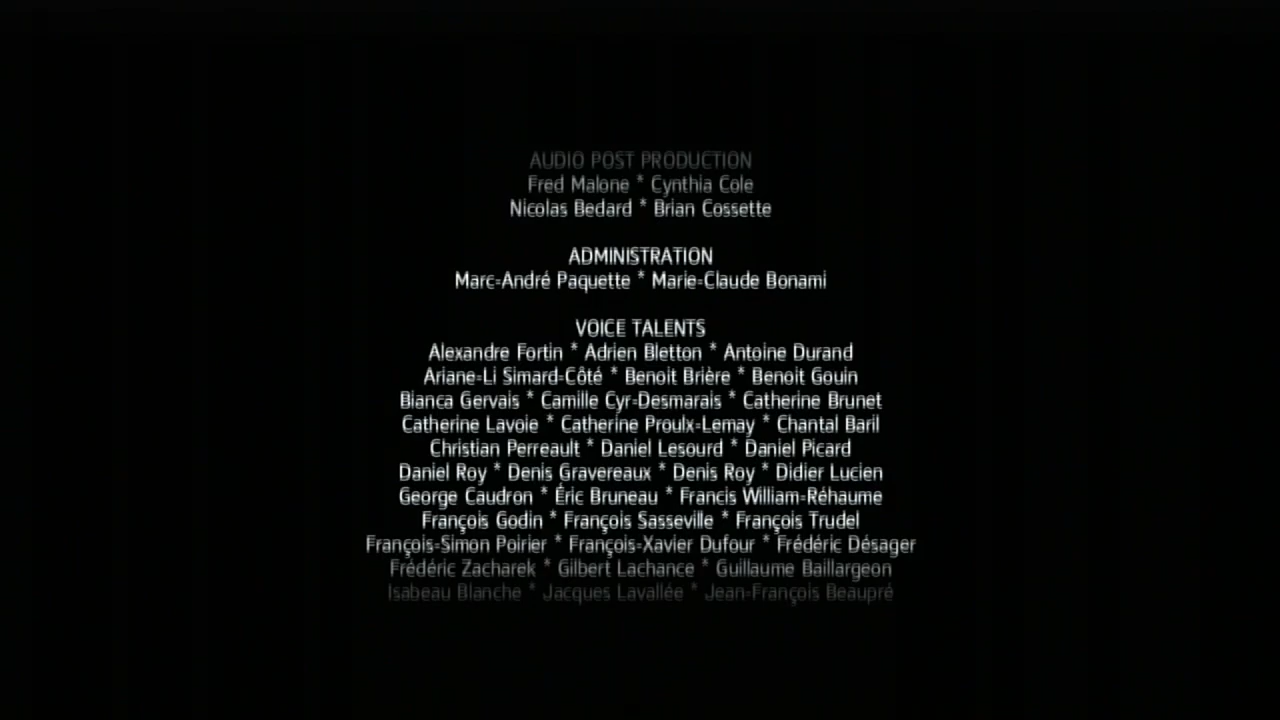 AUDIO POST PRODUCTION
Fred Malone * Cynthia Cole
Nicolas Bedard * Brian Cossette
ADMINISTRATION
Marc-André Paquette * Marie-Claude Bonami
VOICE TALENTS
Alexandre Fortin * Adrien Bletton * Antoine Durand
Ariane-Li Simard-Côté * Benoit Brière * Benoit Gouin
Bianca Gervais * Camille Cyr-Desmarais * Catherine Brunet
Catherine Lavoie * Catherine Proulx-Lemay * Chantal Baril
Christian Perreault * Daniel Lesourd * Daniel Picard
Daniel Roy * Denis Gravereaux * Denis Roy * Didier Lucien
George Caudron * Éric Bruneau * Francis William-Réhaume
François Godin * François Sasseville * François Trudel
François-Simon Poirier * François-Xavier Dufour * Frédéric Désager
Frédéric Zacharek * Gilbert Lachance * Guillaume Baillargeon
Isabeau Blanche * Jacques Lavallée * Jean-François Beaupré